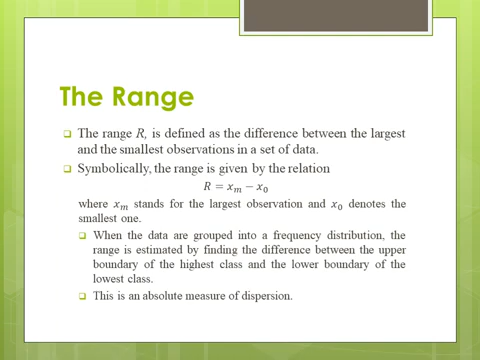 The Range
❑ The range R, is defined as the difference between the largest
and the smallest observations in a set of data.
❑ Symbolically, the range is given by the relation
R = xₘ − x₀
where xₘ stands for the largest observation and x₀ denotes the
smallest one.
❑ When the data are grouped into a frequency distribution, the
range is estimated by finding the difference between the upper
boundary of the highest class and the lower boundary of the
lowest class.
❑ This is an absolute measure of dispersion.